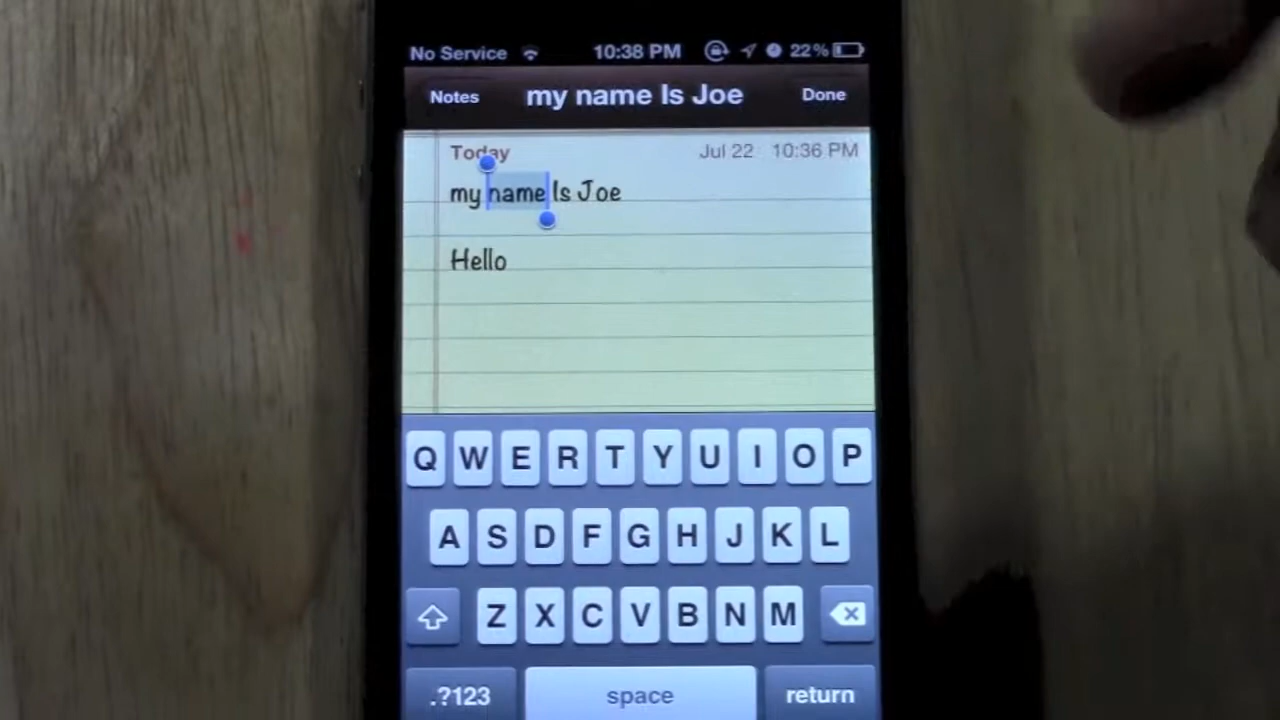 No Service 10:38 PM 22%
Notes my name Is Joe Done
Today Jul 22 10:36 PM
my name Is Joe
Hello
Q W E R T Y U I O P
A S D F G H J K L
Z X C V B N M
.?123 space return